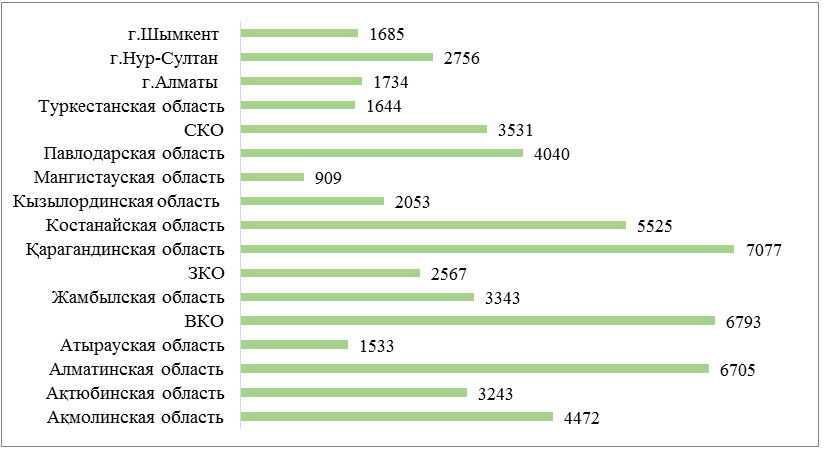 г.Шымкент 1685
г.Нур-Султан 2756
г.Алматы 1734
Туркестанская область 1644
СКО 3531
Павлодарская область 4040
Мангистауская область 909
Кызылординская область 2053
Костанайская область 5525
Қарагандинская область 7077
ЗКО 2567
Жамбылская область 3343
ВКО 6793
Атырауская область 1533
Алматинская область 6705
Ақтюбинская область 3243
Ақмолинская область 4472